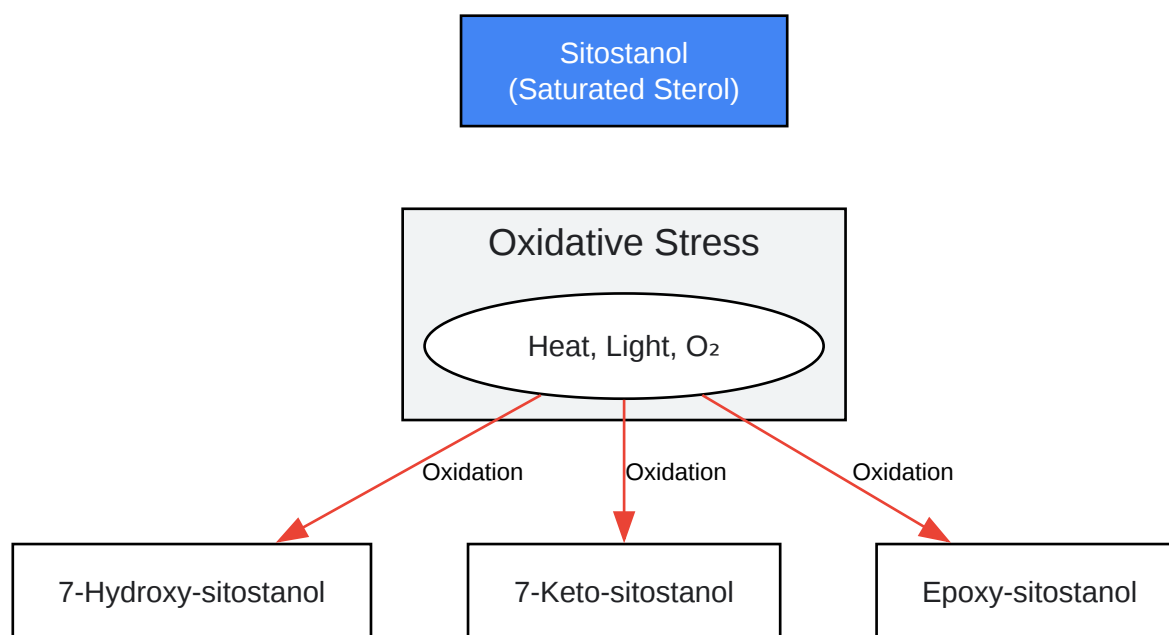 Sitostanol
(Saturated Sterol)
Oxidative Stress
Heat, Light, O₂
Oxidation
Oxidation
Oxidation
7-Hydroxy-sitostanol
7-Keto-sitostanol
Epoxy-sitostanol